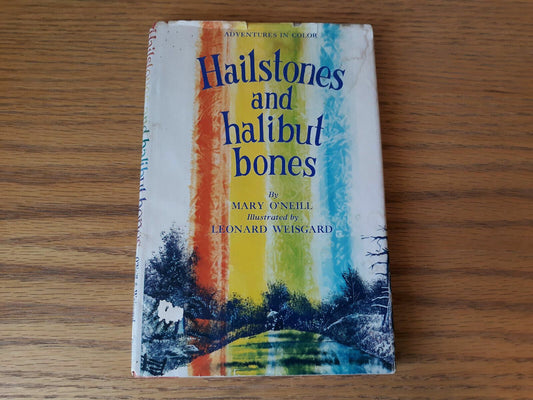 ADVENTURES IN COLOR
Hailstones
and
halibut
bones
By
MARY O'NEILL
Illustrated by
LEONARD WEISGARD